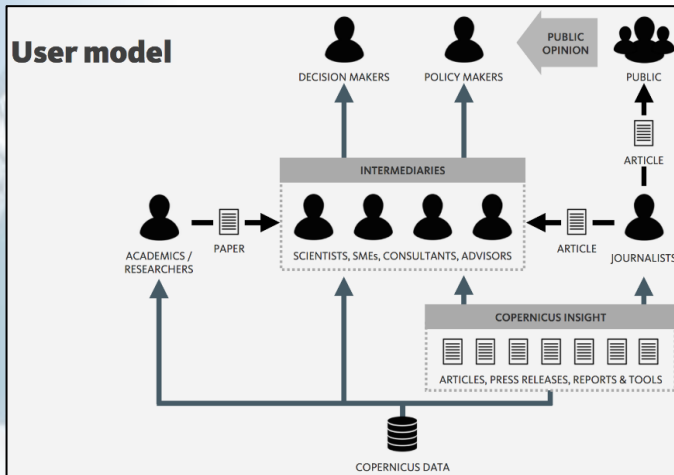 User model
PUBLIC
OPINION
DECISION MAKERS
POLICY MAKERS
PUBLIC
ARTICLE
INTERMEDIARIES
PAPER
ARTICLE
ACADEMICS /
RESEARCHERS
SCIENTISTS, SMEs, CONSULTANTS, ADVISORS
JOURNALISTS
COPERNICUS INSIGHT
ARTICLES, PRESS RELEASES, REPORTS & TOOLS
COPERNICUS DATA